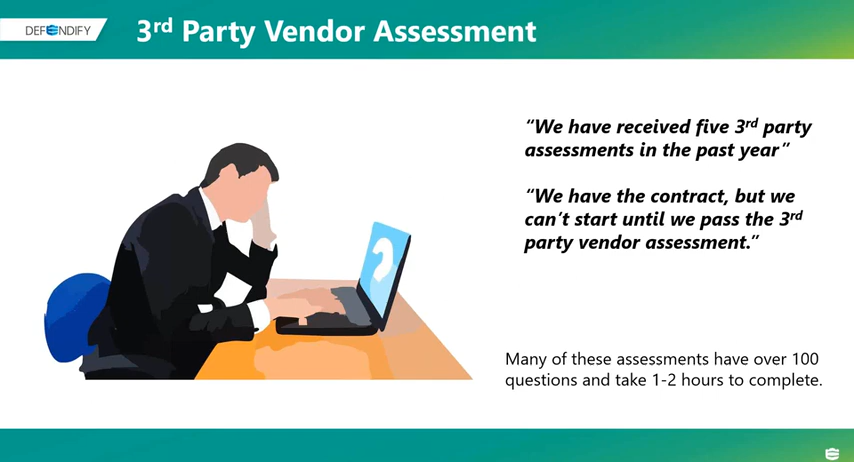 DEFENDIFY
3rd Party Vendor Assessment
“We have received five 3rd party
assessments in the past year”
“We have the contract, but we
can’t start until we pass the 3rd
party vendor assessment.”
?
Many of these assessments have over 100
questions and take 1-2 hours to complete.